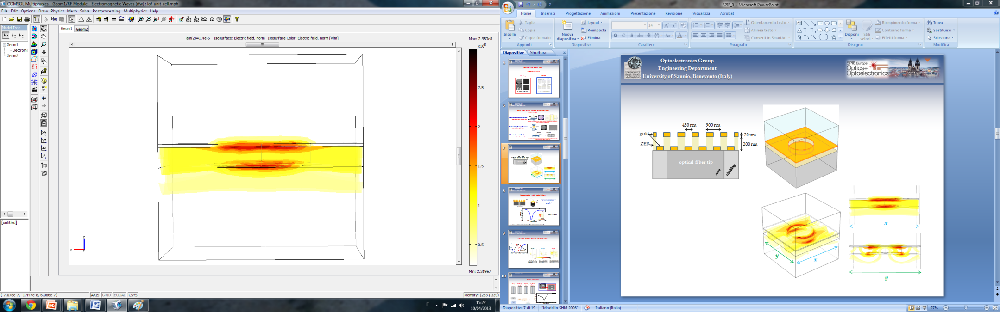 COMSOL Multiphysics - Geom1/RF Module - Electromagnetic Waves (rfw) : lof_unit_cell.mph
File Edit Options Draw Physics Mesh Solve Postprocessing Multiphysics Help
Model Tree
Geom1
Electrom
Geom2
[untitled]
Geom1 Geom2
lam(2)=1.4e-6 Isosurface: Electric field, norm Isosurface Color: Electric field, norm [V/m]
Max: 2.983e8
x10⁸
2.5
2
1.5
1
0.5
Min: 2.319e7
z
x
(-7.078e-7, -1.447e-8, 6.086e-7)
AXIS GRID EQUAL CSYS
Memory: (283 / 339)
IT
15:22
10/04/2013
SPIE_0 - Microsoft PowerPoint
Home Inserisci Progettazione Animazioni Presentazione Revisione Visualizza Acrobat
Incolla
Taglia
Copia
Copia formato
Appunti
Nuova diapositiva
Layout
Reimposta
Elimina
Diapositive
14
Carattere
Orientamento testo
Allinea testo
Converti in SmartArt
Paragrafo
Disponi
Stili veloci
Riempimento forma
Contorno forma
Effetti forma
Disegno
Trova
Sostituisci
Seleziona
Modifica
Diapositive Struttura
5
6
7
8
9
10
Optoelectronics Group
Engineering Department
University of Sannio, Benevento (Italy)
SPIE Europe
Optics+
Optoelectronics
450 nm
900 nm
gold
ZEP
20 nm
200 nm
optical fiber tip
core
cladding
x
y
x
y
Diapositiva 7 di 19
"Modello SHM 2006"
Italiano (Italia)
97%